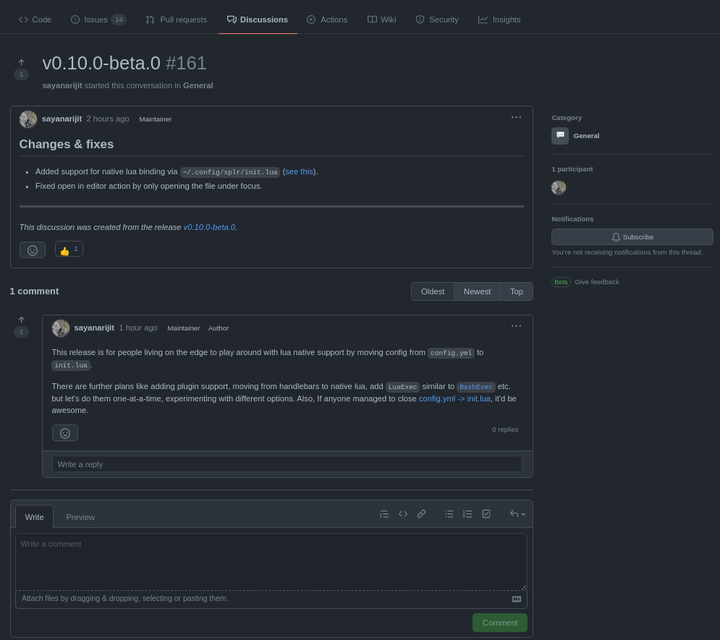 Code Issues 14 Pull requests Discussions Actions Wiki Security Insights
v0.10.0-beta.0 #161
1
sayanarijit started this conversation in General
sayanarijit 2 hours ago Maintainer
Changes & fixes
Added support for native lua binding via ~/.config/xplr/init.lua (see this).
Fixed open in editor action by only opening the file under focus.
This discussion was created from the release v0.10.0-beta.0.
1
Category
General
1 participant
Notifications
Subscribe
You're not receiving notifications from this thread.
Beta Give feedback
1 comment
Oldest Newest Top
1
sayanarijit 1 hour ago Maintainer Author
This release is for people living on the edge to play around with lua native support by moving config from config.yml to
init.lua.
There are further plans like adding plugin support, moving from handlebars to native lua, add LuaExec similar to BashExec etc.
but let's do them one-at-a-time, experimenting with different options. Also, If anyone managed to close config.yml -> init.lua, it'd be
awesome.
0 replies
Write a reply
Write Preview
Write a comment
Attach files by dragging & dropping, selecting or pasting them.
Comment